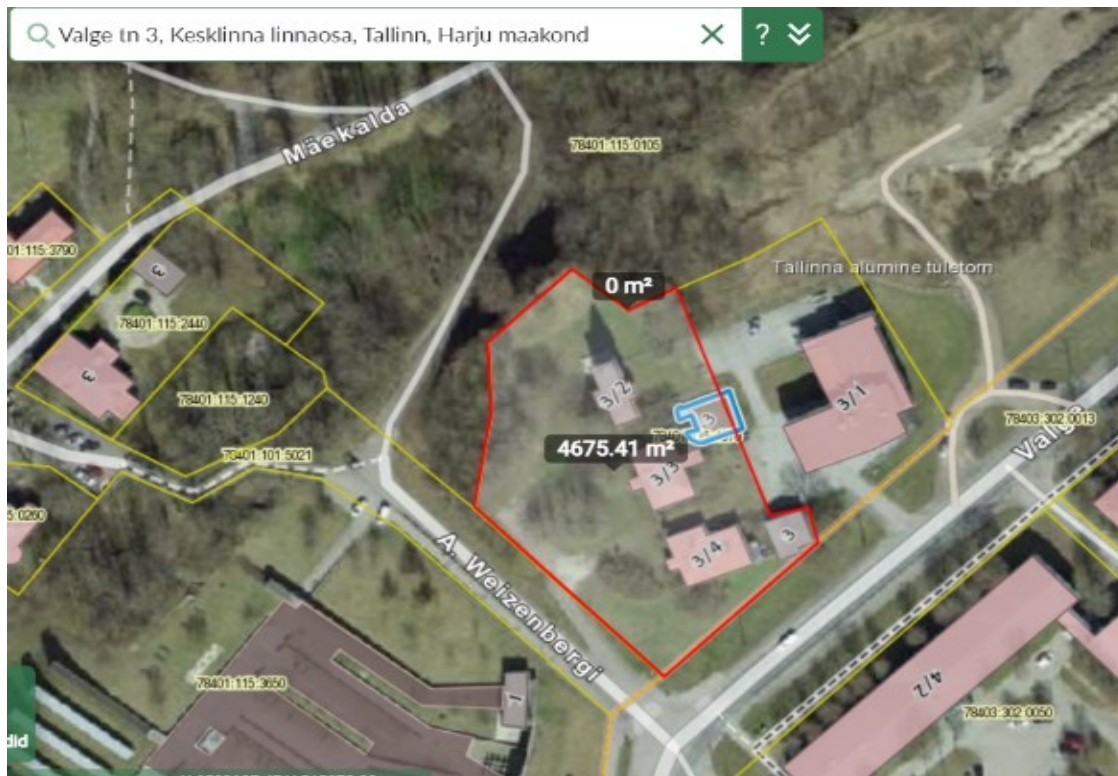 Valge tn 3, Kesklinna linnaosa, Tallinn, Harju maakond
?
Mäekalda
78401:115:0105
01:115:3790
3
Tallinna alumine tuletorn
0 m²
78401:115:2440
3
3/2
3/1
78401:115:1240
3
78403:302:0013
Valge
4675.41 m²
78401:101:5021
3/3
5:0260
A. Weizenbergi
3/4
3
78401:115:3650
1
4/2
78403:302:0050
did